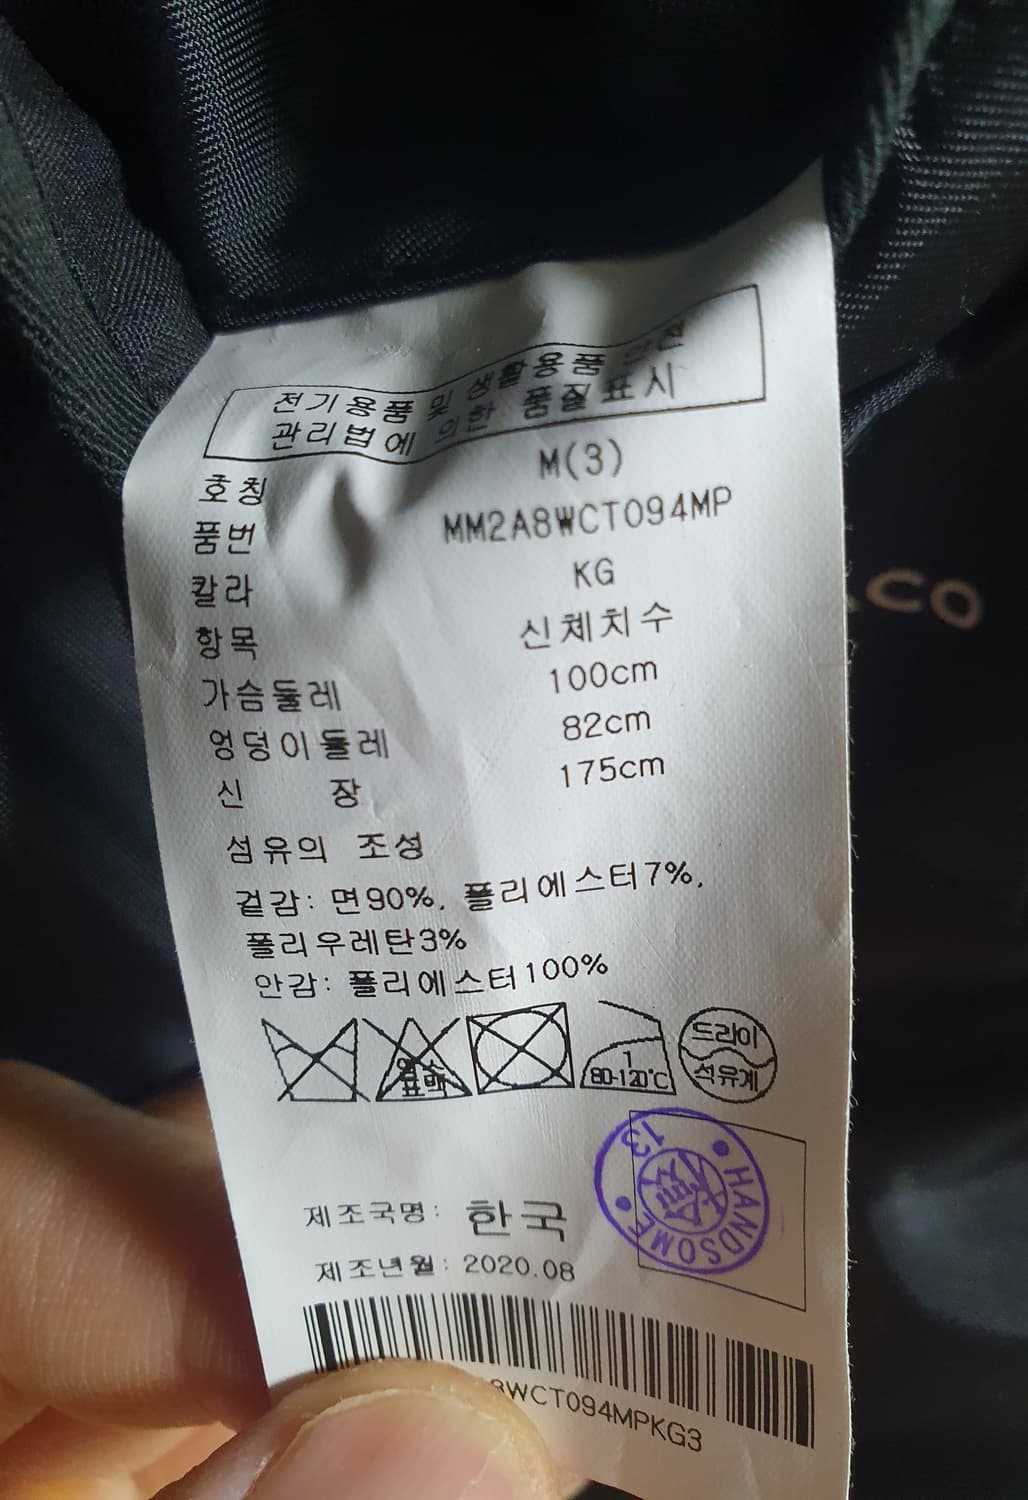 전기용품 및 생활용품 안전
관리법에 의한 품질표시
호칭 M(3)
품번 MM2A8WCT094MP
칼라 KG
항목 신체치수
가슴둘레 100cm
엉덩이둘레 82cm
신 장 175cm
섬유의 조성
겉감: 면90%, 폴리에스터7%,
폴리우레탄3%
안감: 폴리에스터100%
염소
표백
1
80-120℃
드라이
석유계
13
HANDSOME
제조국명: 한국
제조년월: 2020.08
8WCT094MPKG3
CO